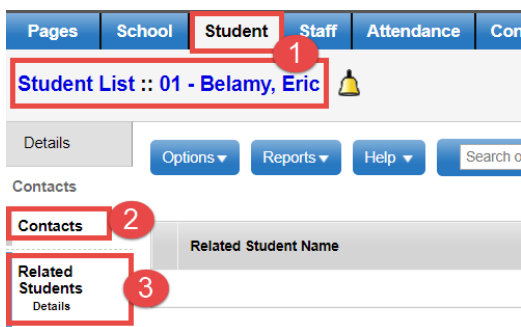 Pages School Student Staff Attendance
1
Student List :: 01 - Belamy, Eric
Details
Options Reports Help Search
Contacts
Contacts 2
Related Student Name
Related
Students 3
Details